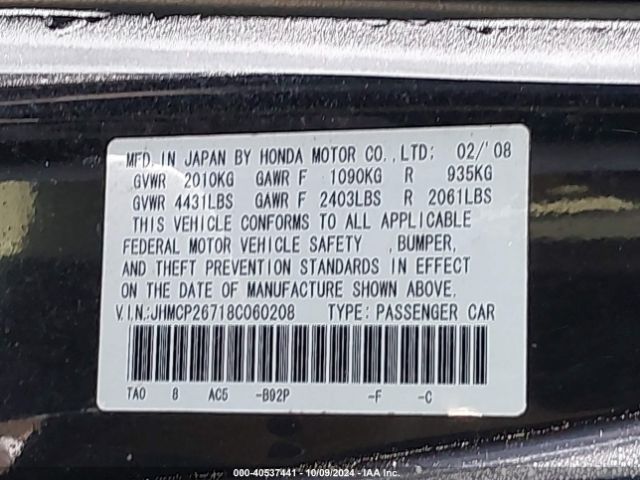 MFD. IN JAPAN BY HONDA MOTOR CO., LTD: 02/'08
GVWR 2010KG GAWR F 1090KG R 935KG
GVWR 4431LBS GAWR F 2403LBS R 2061LBS
THIS VEHICLE CONFORMS TO ALL APPLICABLE
FEDERAL MOTOR VEHICLE SAFETY , BUMPER,
AND THEFT PREVENTION STANDARDS IN EFFECT
ON THE DATE OF MANUFACTURE SHOWN ABOVE.
V.I.N.:JHMCP26718C060208 TYPE: PASSENGER CAR
TA0 8 AC5 -B92P -F -C
000-40537441 - 10/09/2024 - IAA Inc.